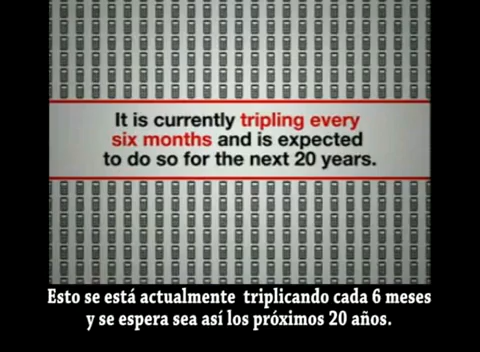 It is currently tripling every
six months and is expected
to do so for the next 20 years.
Esto se está actualmente  triplicando cada 6 meses
y se espera sea así los próximos 20 años.